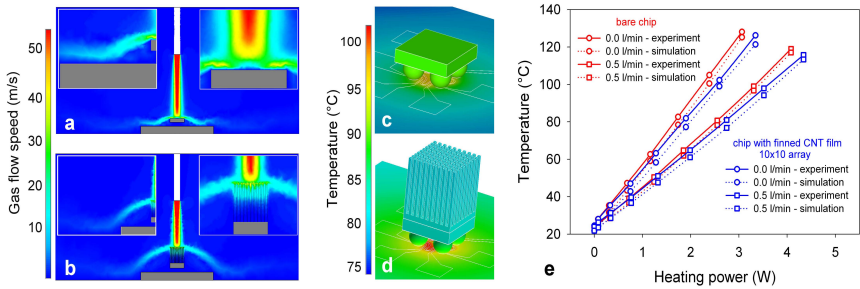 50
40
30
20
10
Gas flow speed (m/s)
a
b
100
95
90
85
80
75
Temperature (°C)
c
d
140
120
100
80
60
40
20
Temperature (°C)
bare chip
0.0 l/min - experiment
0.0 l/min - simulation
0.5 l/min - experiment
0.5 l/min - simulation
chip with finned CNT film
10x10 array
0.0 l/min - experiment
0.0 l/min - simulation
0.5 l/min - experiment
0.5 l/min - simulation
0 1 2 3 4 5
Heating power (W)
e